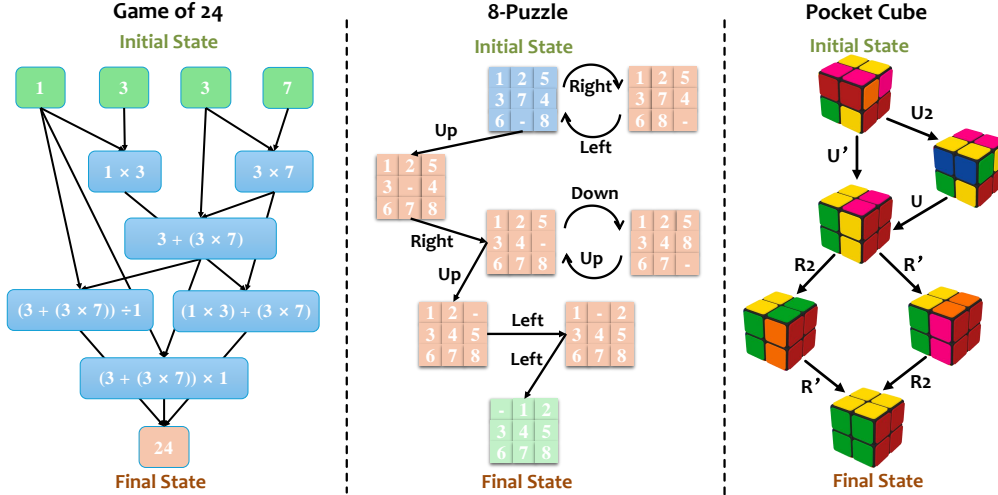 Game of 24
Initial State
1 3 3 7
1 × 3
3 × 7
3 + (3 × 7)
(3 + (3 × 7)) ÷1
(1 × 3) + (3 × 7)
(3 + (3 × 7)) × 1
24
Final State
8-Puzzle
Initial State
1 2 5
3 7 4
6 - 8
Right
Left
1 2 5
3 7 4
6 8 -
Up
1 2 5
3 - 4
6 7 8
Right
1 2 5
3 4 -
6 7 8
Down
Up
1 2 5
3 4 8
6 7 -
Up
1 2 -
3 4 5
6 7 8
Left
1 - 2
3 4 5
6 7 8
Left
- 1 2
3 4 5
6 7 8
Final State
Pocket Cube
Initial State
U2
U'
U
R2
R'
R'
R2
Final State